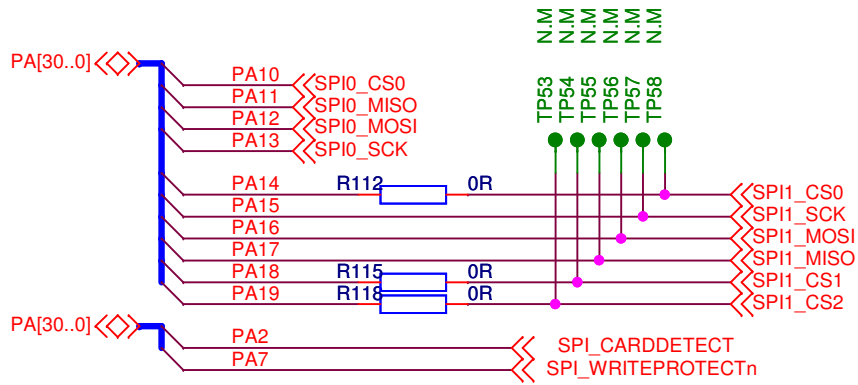 N.M N.M N.M N.M N.M N.M
TP53 TP54 TP55 TP56 TP57 TP58
PA[30..0]
PA10 SPI0_CS0
PA11 SPI0_MISO
PA12 SPI0_MOSI
PA13 SPI0_SCK
PA14 R112 0R SPI1_CS0
PA15 SPI1_SCK
PA16 SPI1_MOSI
PA17 SPI1_MISO
PA18 R115 0R SPI1_CS1
PA19 R118 0R SPI1_CS2
PA[30..0]
PA2 SPI_CARDDETECT
PA7 SPI_WRITEPROTECTn